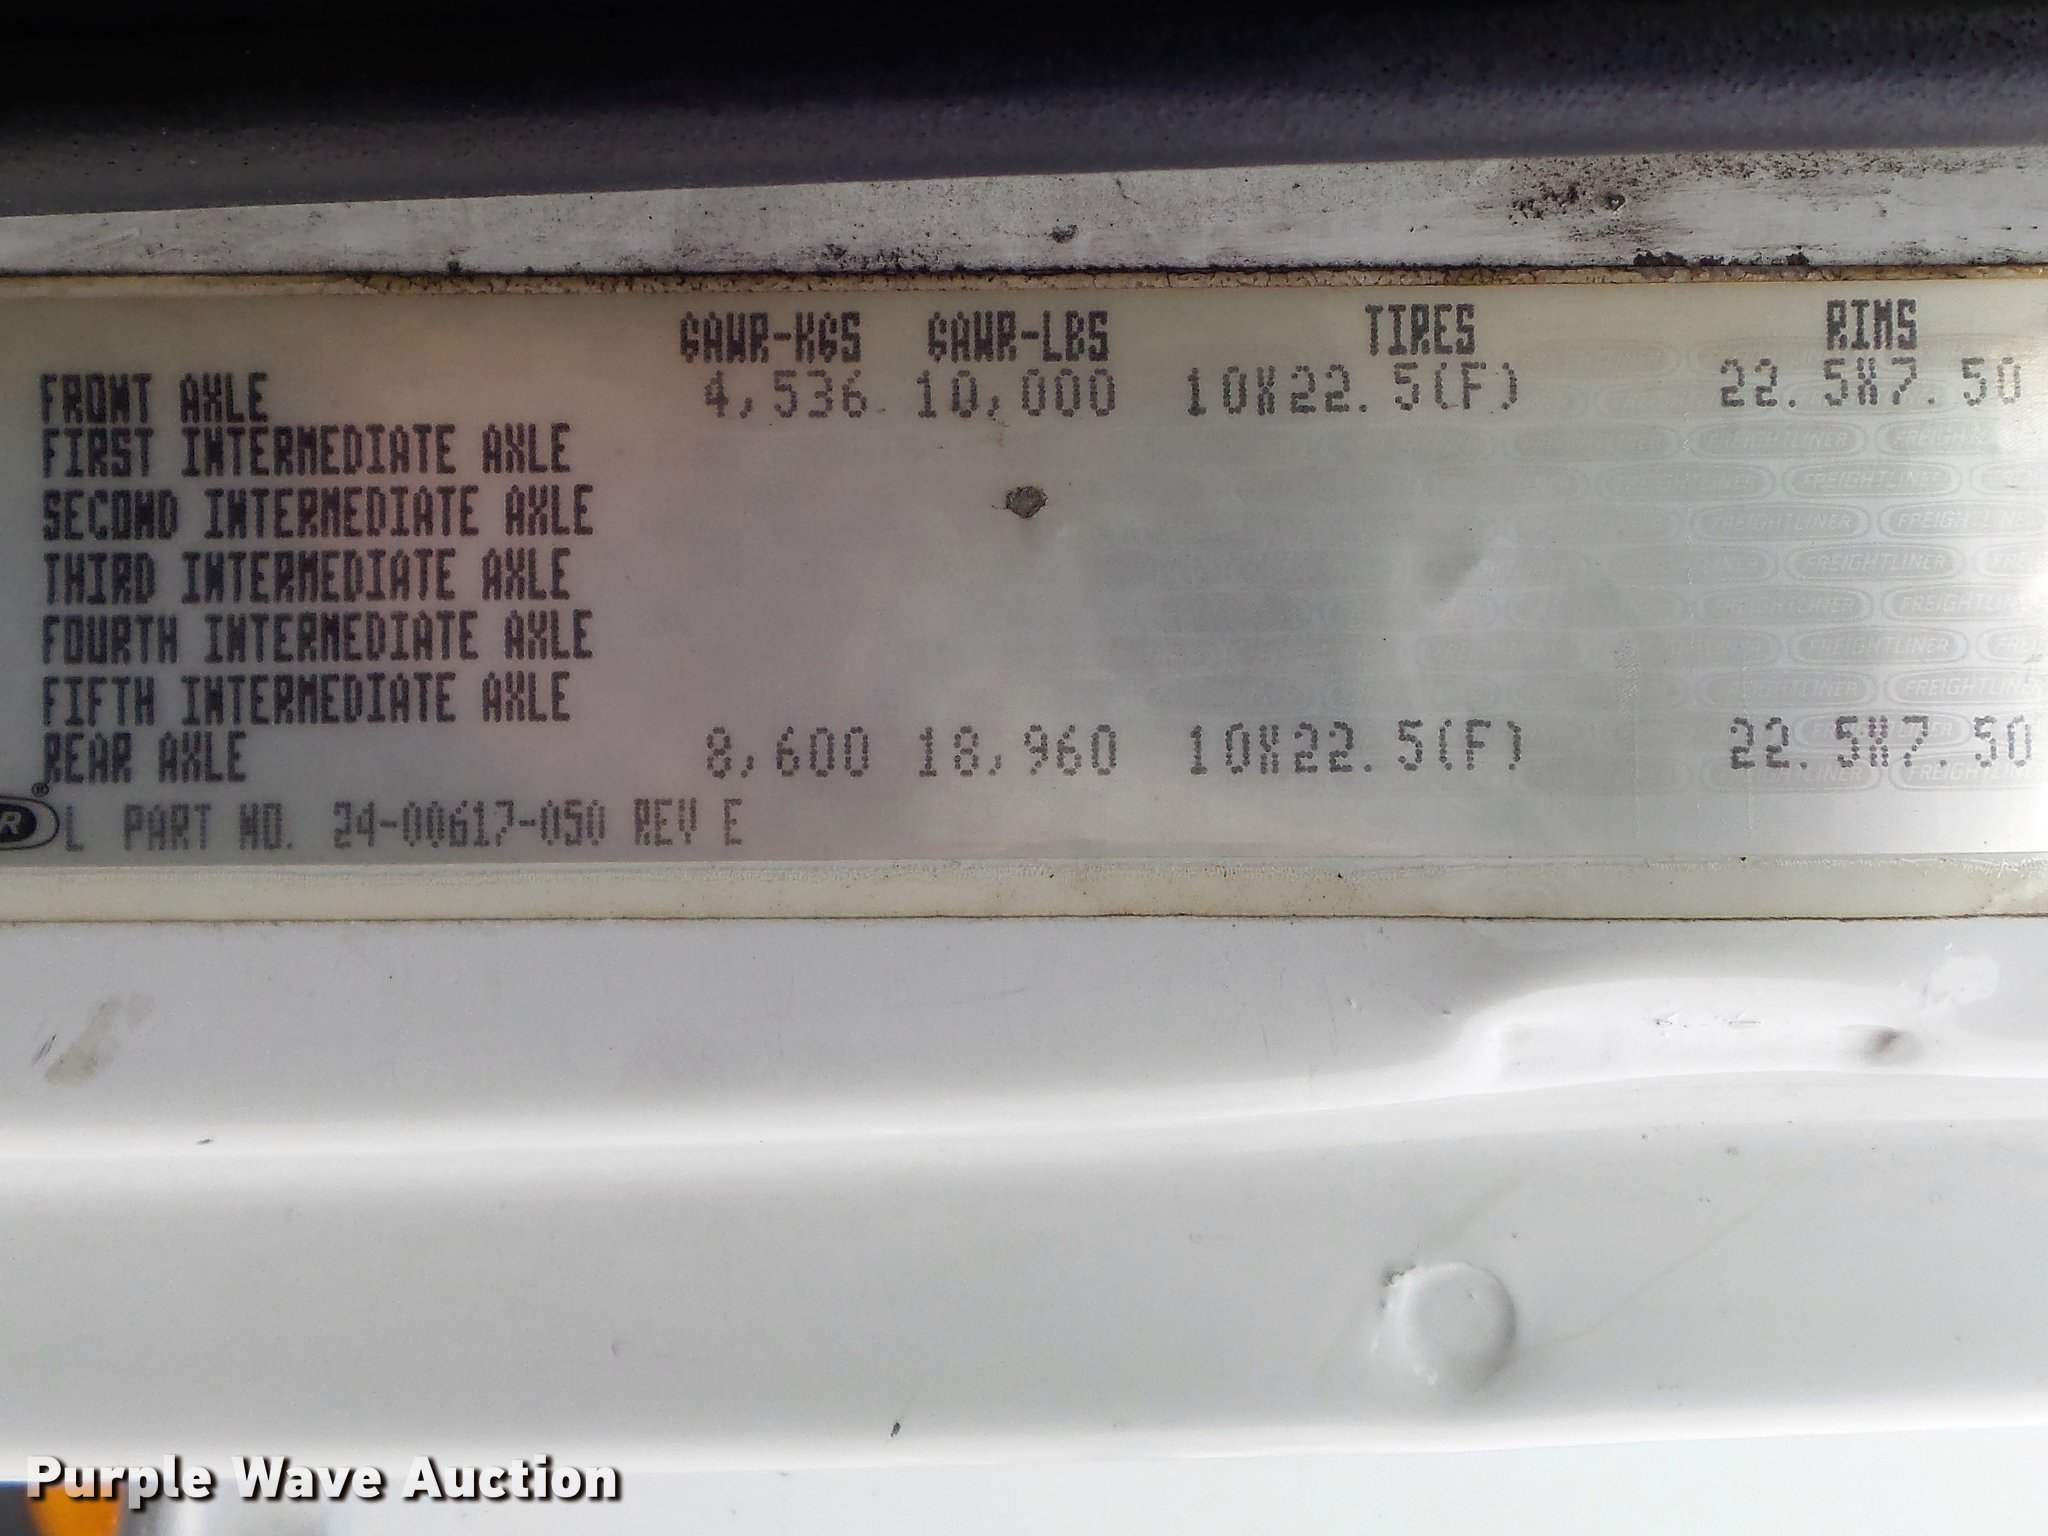 GAWR-KGS GAWR-LBS TIRES RIMS
FRONT AXLE 4,536 10,000 10X22.5(F) 22.5X7.50
FIRST INTERMEDIATE AXLE
SECOND INTERMEDIATE AXLE
THIRD INTERMEDIATE AXLE
FOURTH INTERMEDIATE AXLE
FIFTH INTERMEDIATE AXLE
REAR AXLE 8,600 18,960 10X22.5(F) 22.5X7.50
R® L PART NO. 24-00617-050 REV E
FREIGHTLINER
Purple Wave Auction